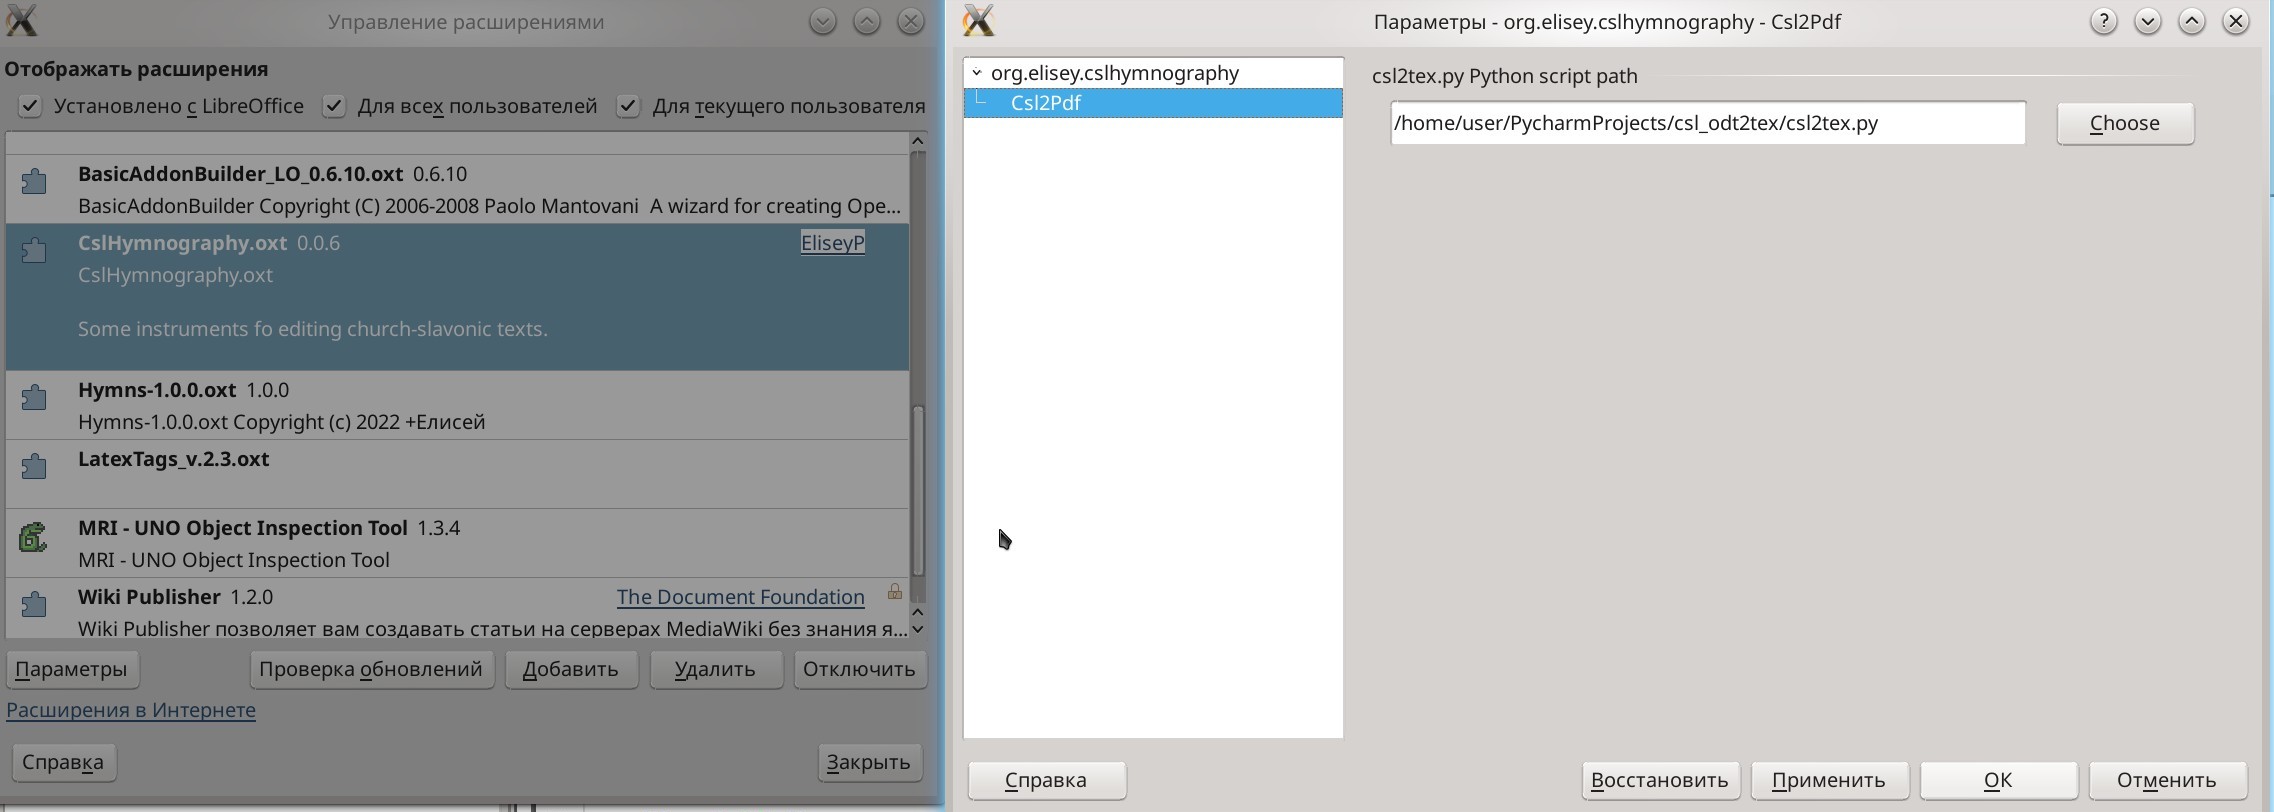 Управление расширениями
Отображать расширения
Установлено с LibreOffice Для всех пользователей Для текущего пользователя
BasicAddonBuilder_LO_0.6.10.oxt 0.6.10
BasicAddonBuilder Copyright (C) 2006-2008 Paolo Mantovani A wizard for creating Ope...
CslHymnography.oxt 0.0.6 EliseyP
CslHymnography.oxt
Some instruments fo editing church-slavonic texts.
Hymns-1.0.0.oxt 1.0.0
Hymns-1.0.0.oxt Copyright (c) 2022 +Елисей
LatexTags_v.2.3.oxt
MRI - UNO Object Inspection Tool 1.3.4
MRI - UNO Object Inspection Tool
Wiki Publisher 1.2.0 The Document Foundation
Wiki Publisher позволяет вам создавать статьи на серверах MediaWiki без знания я...
Параметры Проверка обновлений Добавить Удалить Отключить
Расширения в Интернете
Справка Закрыть
Параметры - org.elisey.cslhymnography - Csl2Pdf
org.elisey.cslhymnography
Csl2Pdf
csl2tex.py Python script path
/home/user/PycharmProjects/csl_odt2tex/csl2tex.py Choose
Справка Восстановить Применить OK Отменить